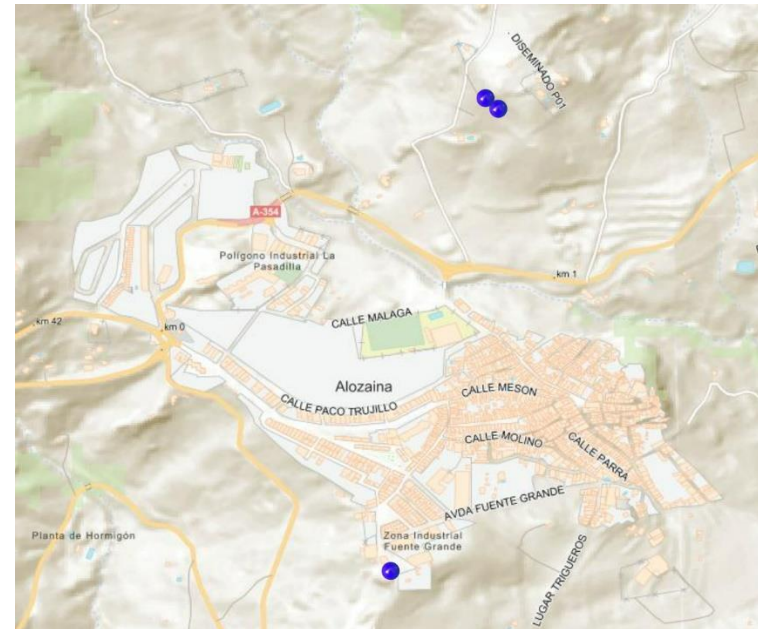 DISEMINADO P01
A-354
Polígono Industrial La
Pasadilla
km 1
km 42
km 0
CALLE MALAGA
Alozaina
CALLE MESON
CALLE PACO TRUJILLO
CALLE MOLINO
CALLE PARRA
AVDA FUENTE GRANDE
Planta de Hormigón
Zona Industrial
Fuente Grande
LUGAR TRIGUEROS